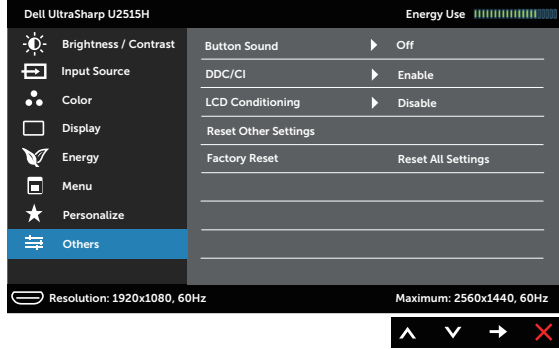 Dell UltraSharp U2515H Energy Use
Brightness / Contrast Button Sound Off
Input Source DDC/CI Enable
Color LCD Conditioning Disable
Display Reset Other Settings
Energy Factory Reset Reset All Settings
Menu
Personalize
Others
Resolution: 1920x1080, 60Hz Maximum: 2560x1440, 60Hz